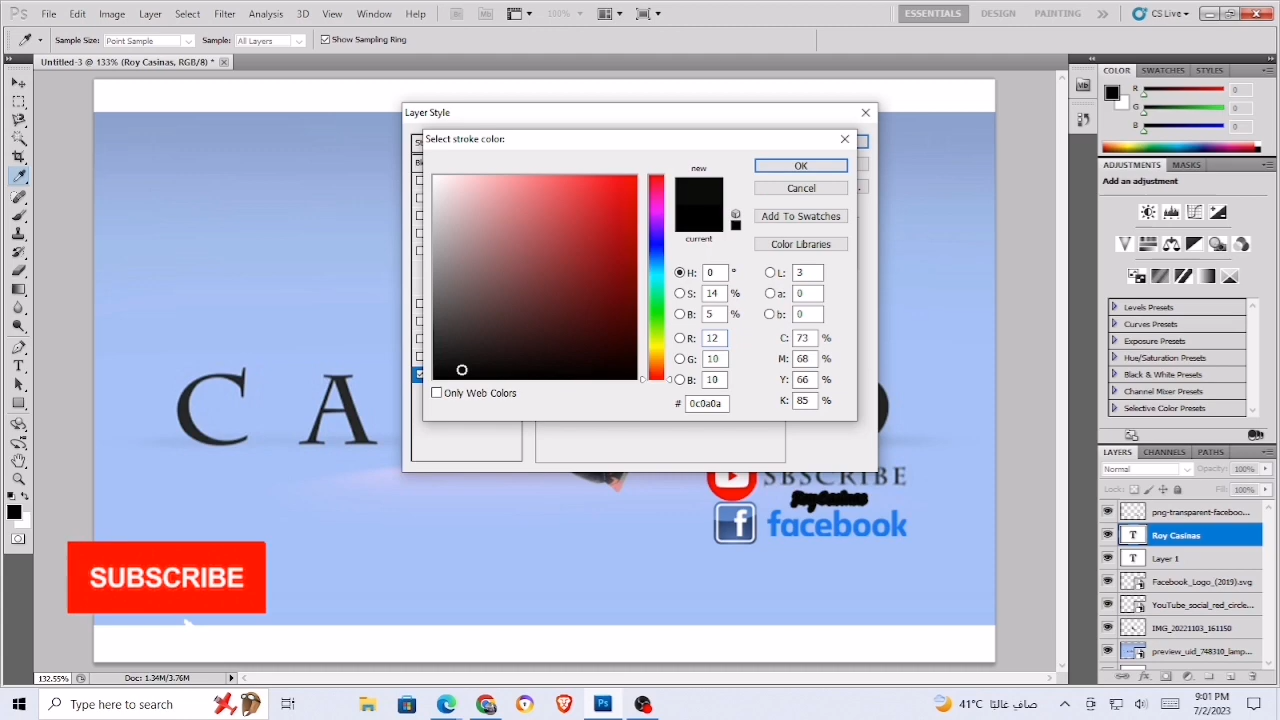 Ps File Edit Image Layer Select Filter Analysis 3D View Window Help Br Mb 100% ESSENTIALS DESIGN PAINTING CS Live
Sample Size: Point Sample Sample: All Layers Show Sampling Ring
Untitled-3 @ 133% (Roy Casinas, RGB/8) *
COLOR SWATCHES STYLES
R 0
G 0
B 0
Layer Style
Select stroke color:
new
current
OK
Cancel
Add To Swatches
Color Libraries
H: 0 ° L: 3
S: 14 % a: 0
B: 5 % b: 0
R: 12 C: 73 %
G: 10 M: 68 %
B: 10 Y: 66 %
# 0c0a0a K: 85 %
Only Web Colors
ADJUSTMENTS MASKS
Add an adjustment
Levels Presets
Curves Presets
Exposure Presets
Hue/Saturation Presets
Black & White Presets
Channel Mixer Presets
Selective Color Presets
C A
SBSCRIBE
Roy Casinas
facebook
SUBSCRIBE
LAYERS CHANNELS PATHS
Normal Opacity: 100%
Lock: Fill: 100%
png-transparent-faceboo...
T Roy Casinas
T Layer 1
Facebook_Logo_(2019).svg
YouTube_social_red_circle...
IMG_20221103_161150
preview_uid_748310_lamp...
132.55% Doc: 1.34M/3.76M
Type here to search
41°C صافٍ غالبًا
9:01 PM
7/2/2023